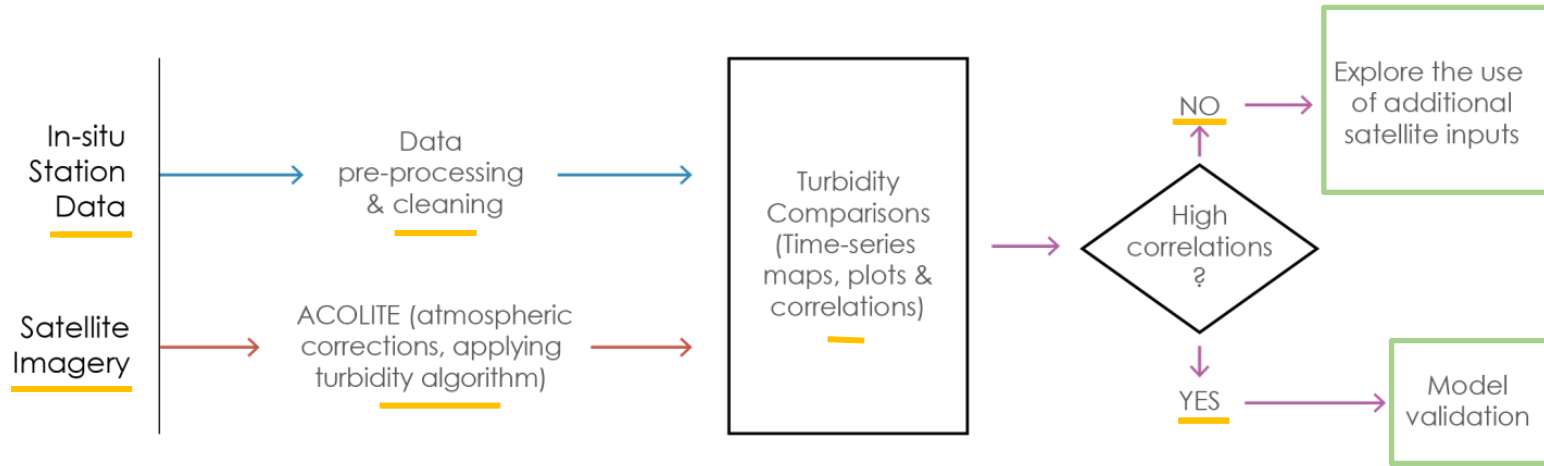 In-situ
Station
Data
Data
pre-processing
& cleaning
Satellite
Imagery
ACOLITE (atmospheric
corrections, applying
turbidity algorithm)
Turbidity
Comparisons
(Time-series
maps, plots &
correlations)
High
correlations
?
NO
Explore the use
of additional
satellite inputs
YES
Model
validation